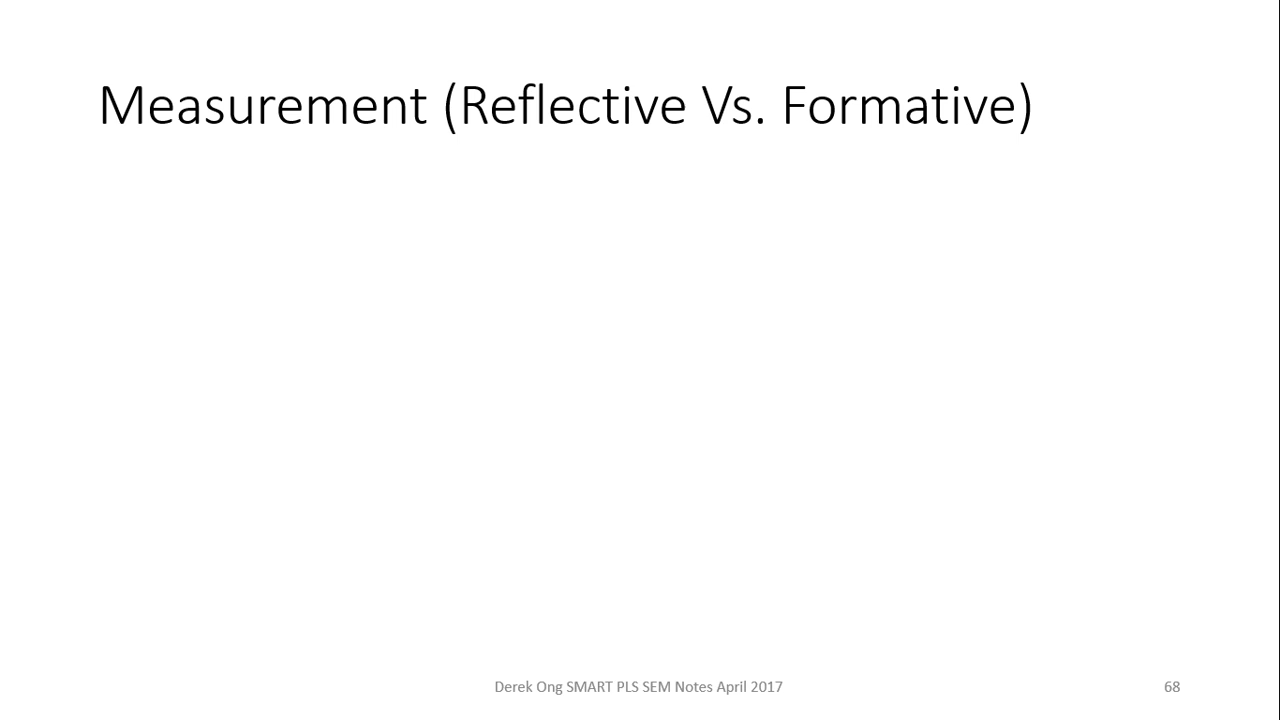 Measurement (Reflective Vs. Formative)
Derek Ong SMART PLS SEM Notes April 2017
68